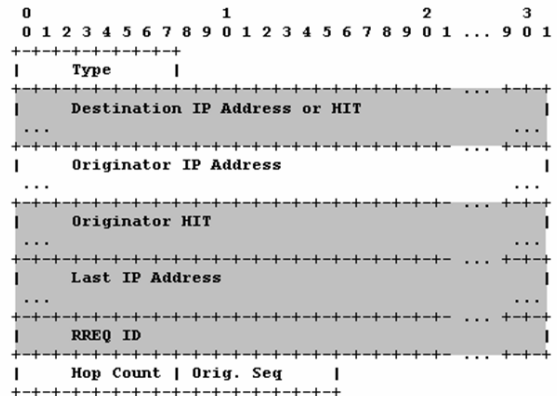 0 1 2 3
0 1 2 3 4 5 6 7 8 9 0 1 2 3 4 5 6 7 8 9 0 1 ... 9 0 1
+-+-+-+-+-+-+-+-+
| Type |
+-+-+-+-+-+-+-+-+-+-+-+-+-+-+-+-+-+-+-+-+-+- ... +-+-+
| Destination IP Address or HIT |
... ...
+-+-+-+-+-+-+-+-+-+-+-+-+-+-+-+-+-+-+-+-+-+- ... +-+-+
| Originator IP Address |
... ...
+-+-+-+-+-+-+-+-+-+-+-+-+-+-+-+-+-+-+-+-+-+- ... +-+-+
| Originator HIT |
... ...
+-+-+-+-+-+-+-+-+-+-+-+-+-+-+-+-+-+-+-+-+-+- ... +-+-+
| Last IP Address |
... ...
+-+-+-+-+-+-+-+-+-+-+-+-+-+-+-+-+-+-+-+-+-+- ... +-+-+
| RREQ ID |
+-+-+-+-+-+-+-+-+-+-+-+-+-+-+-+-+-+-+-+-+-+- ... +-+-+
| Hop Count | Orig. Seq |
+-+-+-+-+-+-+-+-+-+-+-+-+-+-+-+-+